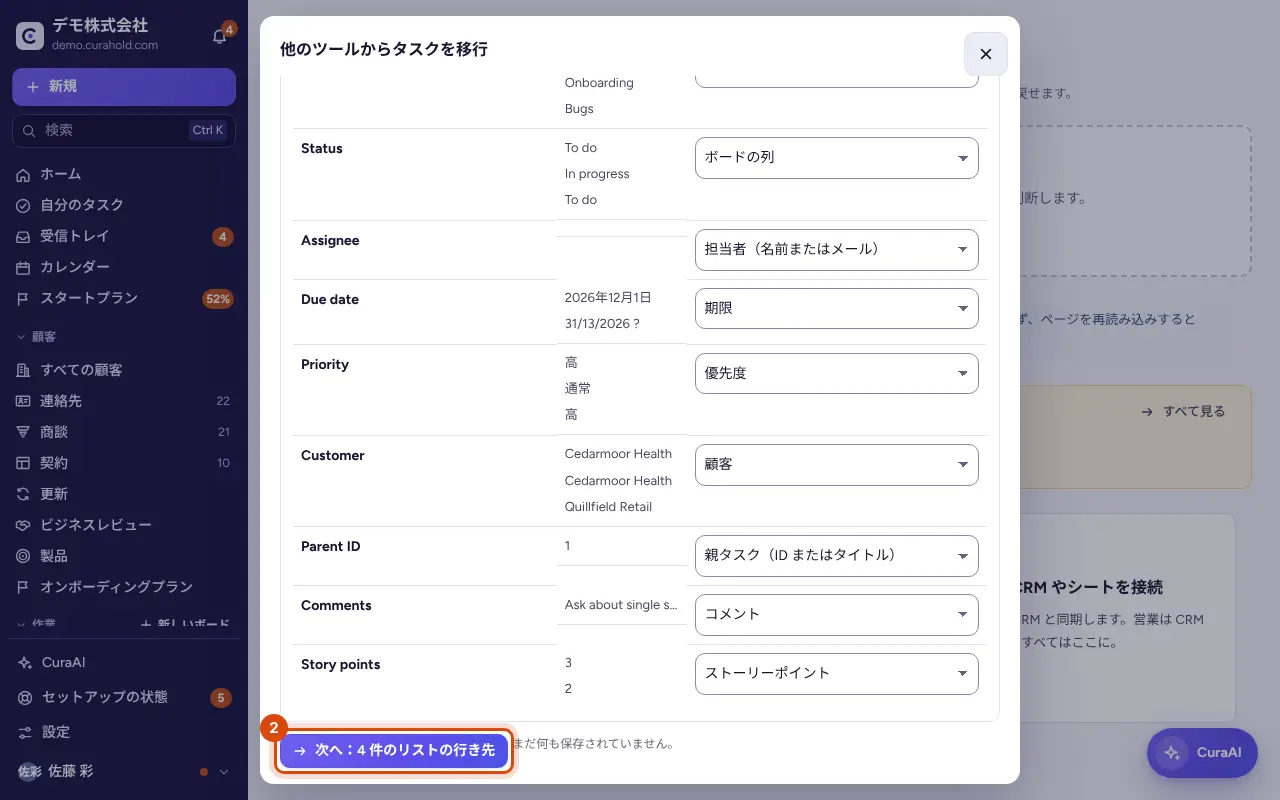 デモ株式会社
demo.curahold.com
4
新規
検索
Ctrl K
ホーム
自分のタスク
受信トレイ
4
カレンダー
スタートプラン
52%
顧客
すべての顧客
連絡先
22
商談
21
契約
10
更新
ビジネスレビュー
製品
オンボーディングプラン
作業
新しいボード
CuraAI
セットアップの状態
5
設定
佐彩
佐藤 彩
他のツールからタスクを移行
Onboarding
Bugs
Status
To do
In progress
To do
ボードの列
Assignee
担当者（名前またはメール）
Due date
2026年12月1日
31/13/2026 ?
期限
Priority
高
通常
高
優先度
Customer
Cedarmoor Health
Cedarmoor Health
Quillfield Retail
顧客
Parent ID
1
親タスク（ID またはタイトル）
Comments
Ask about single s...
コメント
Story points
3
2
ストーリーポイント
2
次へ：4 件のリストの行き先
まだ何も保存されていません。
戻せます。
判断します。
ず、ページを再読み込みすると
すべて見る
CRM やシートを接続
RM と同期します。営業は CRM
すべてはここに。
CuraAI